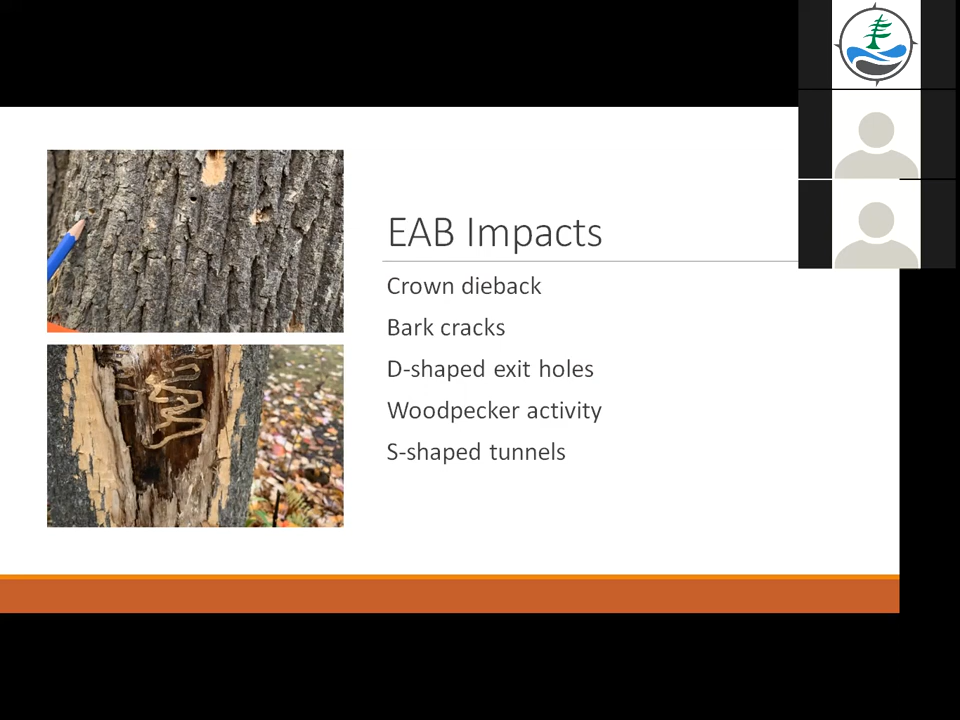 EAB Impacts
Crown dieback
Bark cracks
D-shaped exit holes
Woodpecker activity
S-shaped tunnels